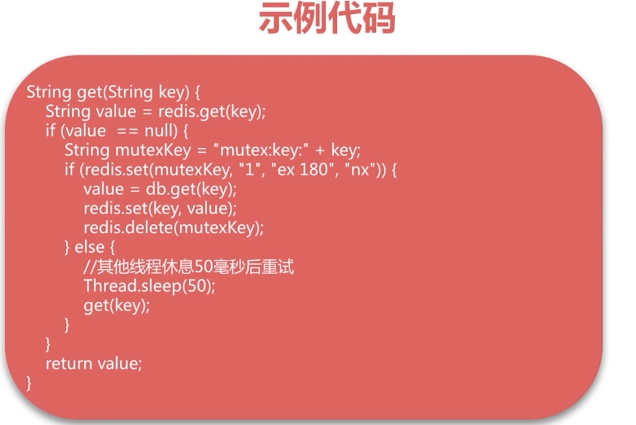 示例代码
String get(String key) {
String value = redis.get(key);
if (value == null) {
String mutexKey = "mutex:key:" + key;
if (redis.set(mutexKey, "1", "ex 180", "nx")) {
value = db.get(key);
redis.set(key, value);
redis.delete(mutexKey);
} else {
//其他线程休息50毫秒后重试
Thread.sleep(50);
get(key);
}
}
return value;
}